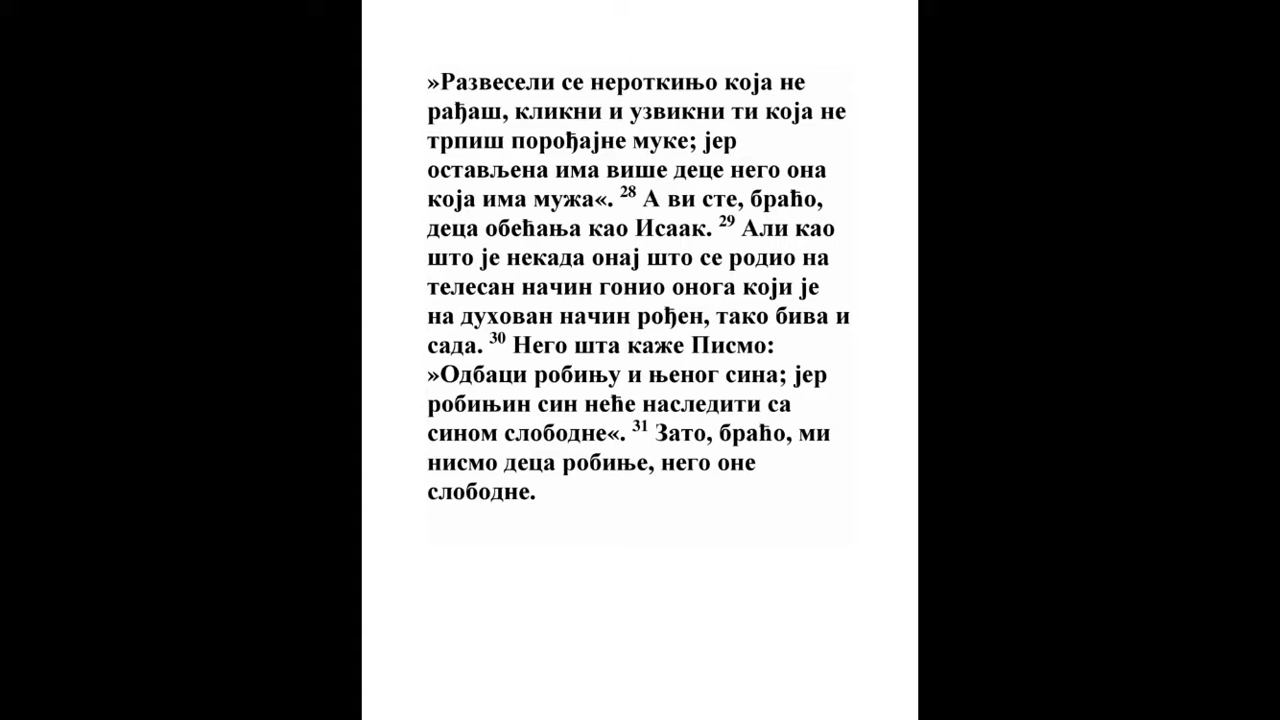 »Развесели се нероткињо која не
рађаш, кликни и узвикни ти која не
трпиш порођајне муке; јер
остављена има више деце него она
која има мужа«. 28 А ви сте, браћо,
деца обећања као Исаак. 29 Али као
што је некада онај што се родио на
телесан начин гонио онога који је
на духован начин рођен, тако бива и
сада. 30 Него шта каже Писмо:
»Одбаци робињу и њеног сина; јер
робињин син неће наследити са
сином слободне«. 31 Зато, браћо, ми
нисмо деца робиње, него оне
слободне.